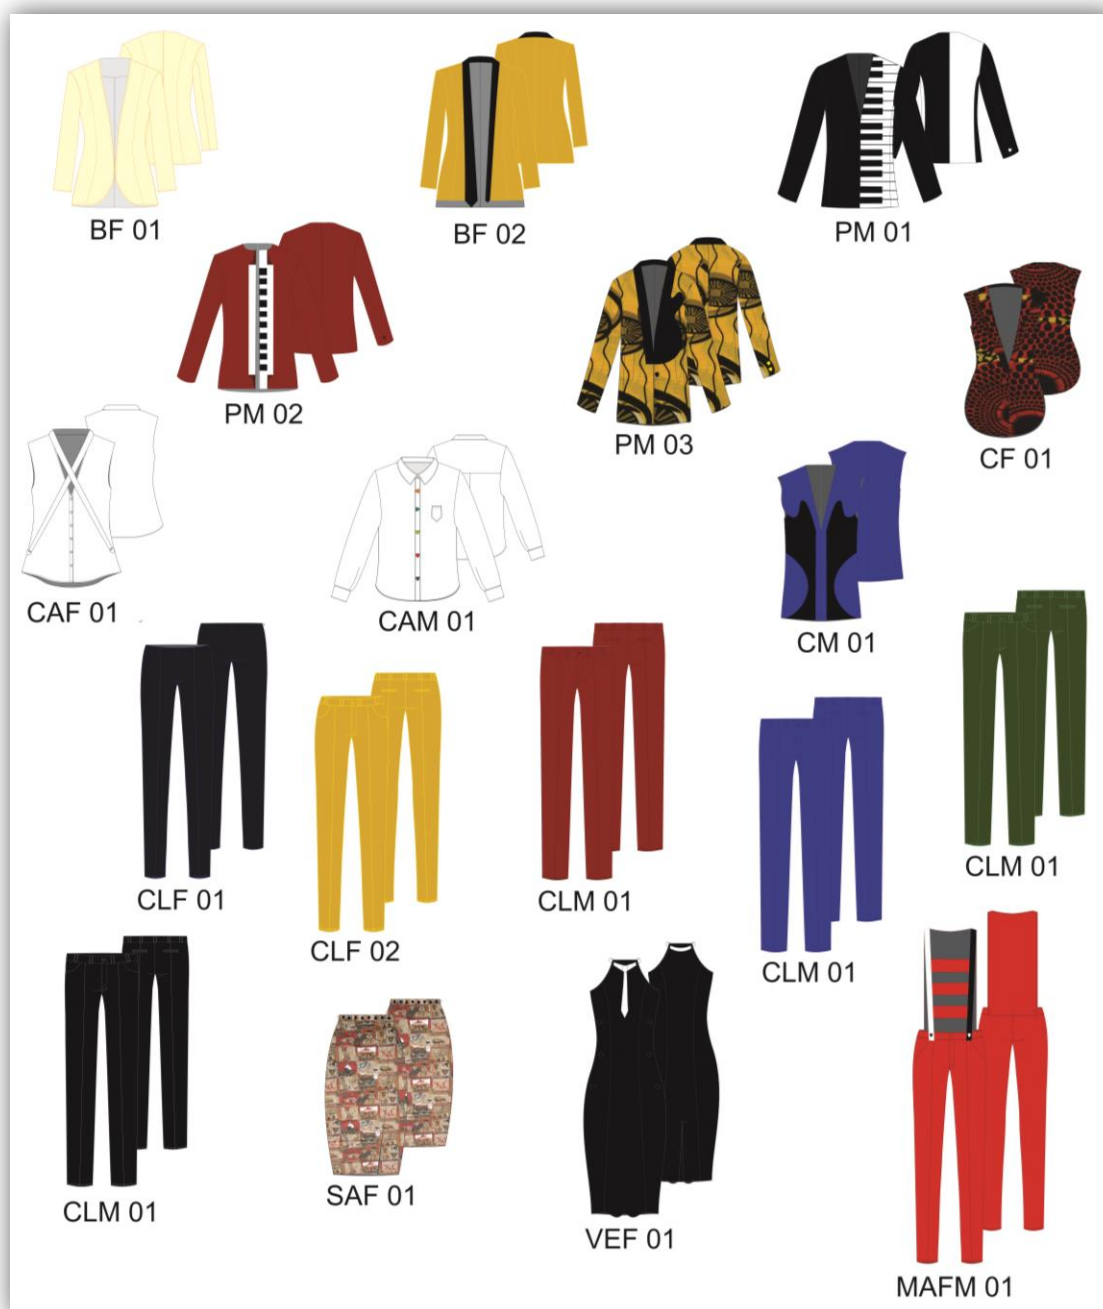 BF 01
BF 02
PM 01
PM 02
PM 03
CF 01
CAF 01
CAM 01
CM 01
CLF 01
CLF 02
CLM 01
CLM 01
CLM 01
CLM 01
SAF 01
VEF 01
MAFM 01